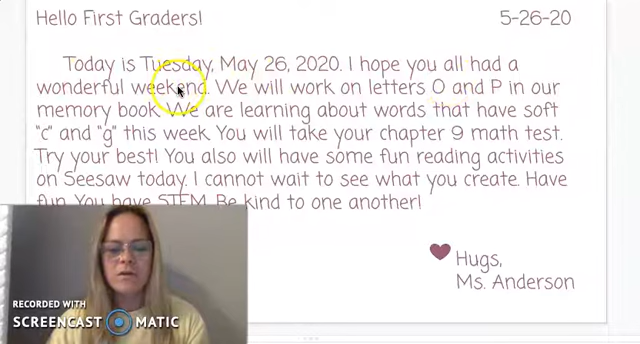 Hello First Graders!
5-26-20
Today is Tuesday, May 26, 2020. I hope you all had a
wonderful weekend. We will work on letters O and P in our
memory book. We are learning about words that have soft
"c" and "g" this week. You will take your chapter 9 math test.
Try your best! You also will have some fun reading activities
on Seesaw today. I cannot wait to see what you create. Have
fun. You have STEM. Be kind to one another!
Hugs,
Ms. Anderson
RECORDED WITH
SCREENCAST MATIC